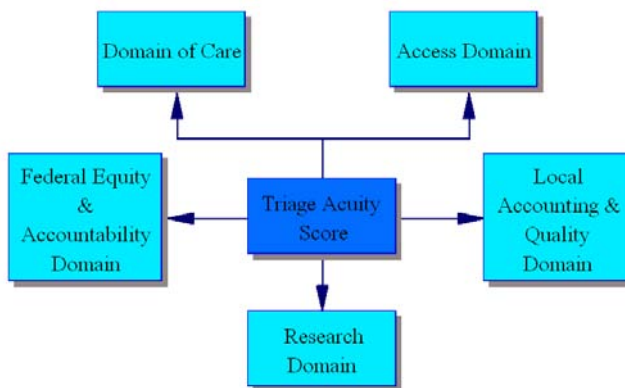 Domain of Care
Access Domain
Federal Equity
&
Accountability
Domain
Triage Acuity
Score
Local
Accounting &
Quality
Domain
Research
Domain